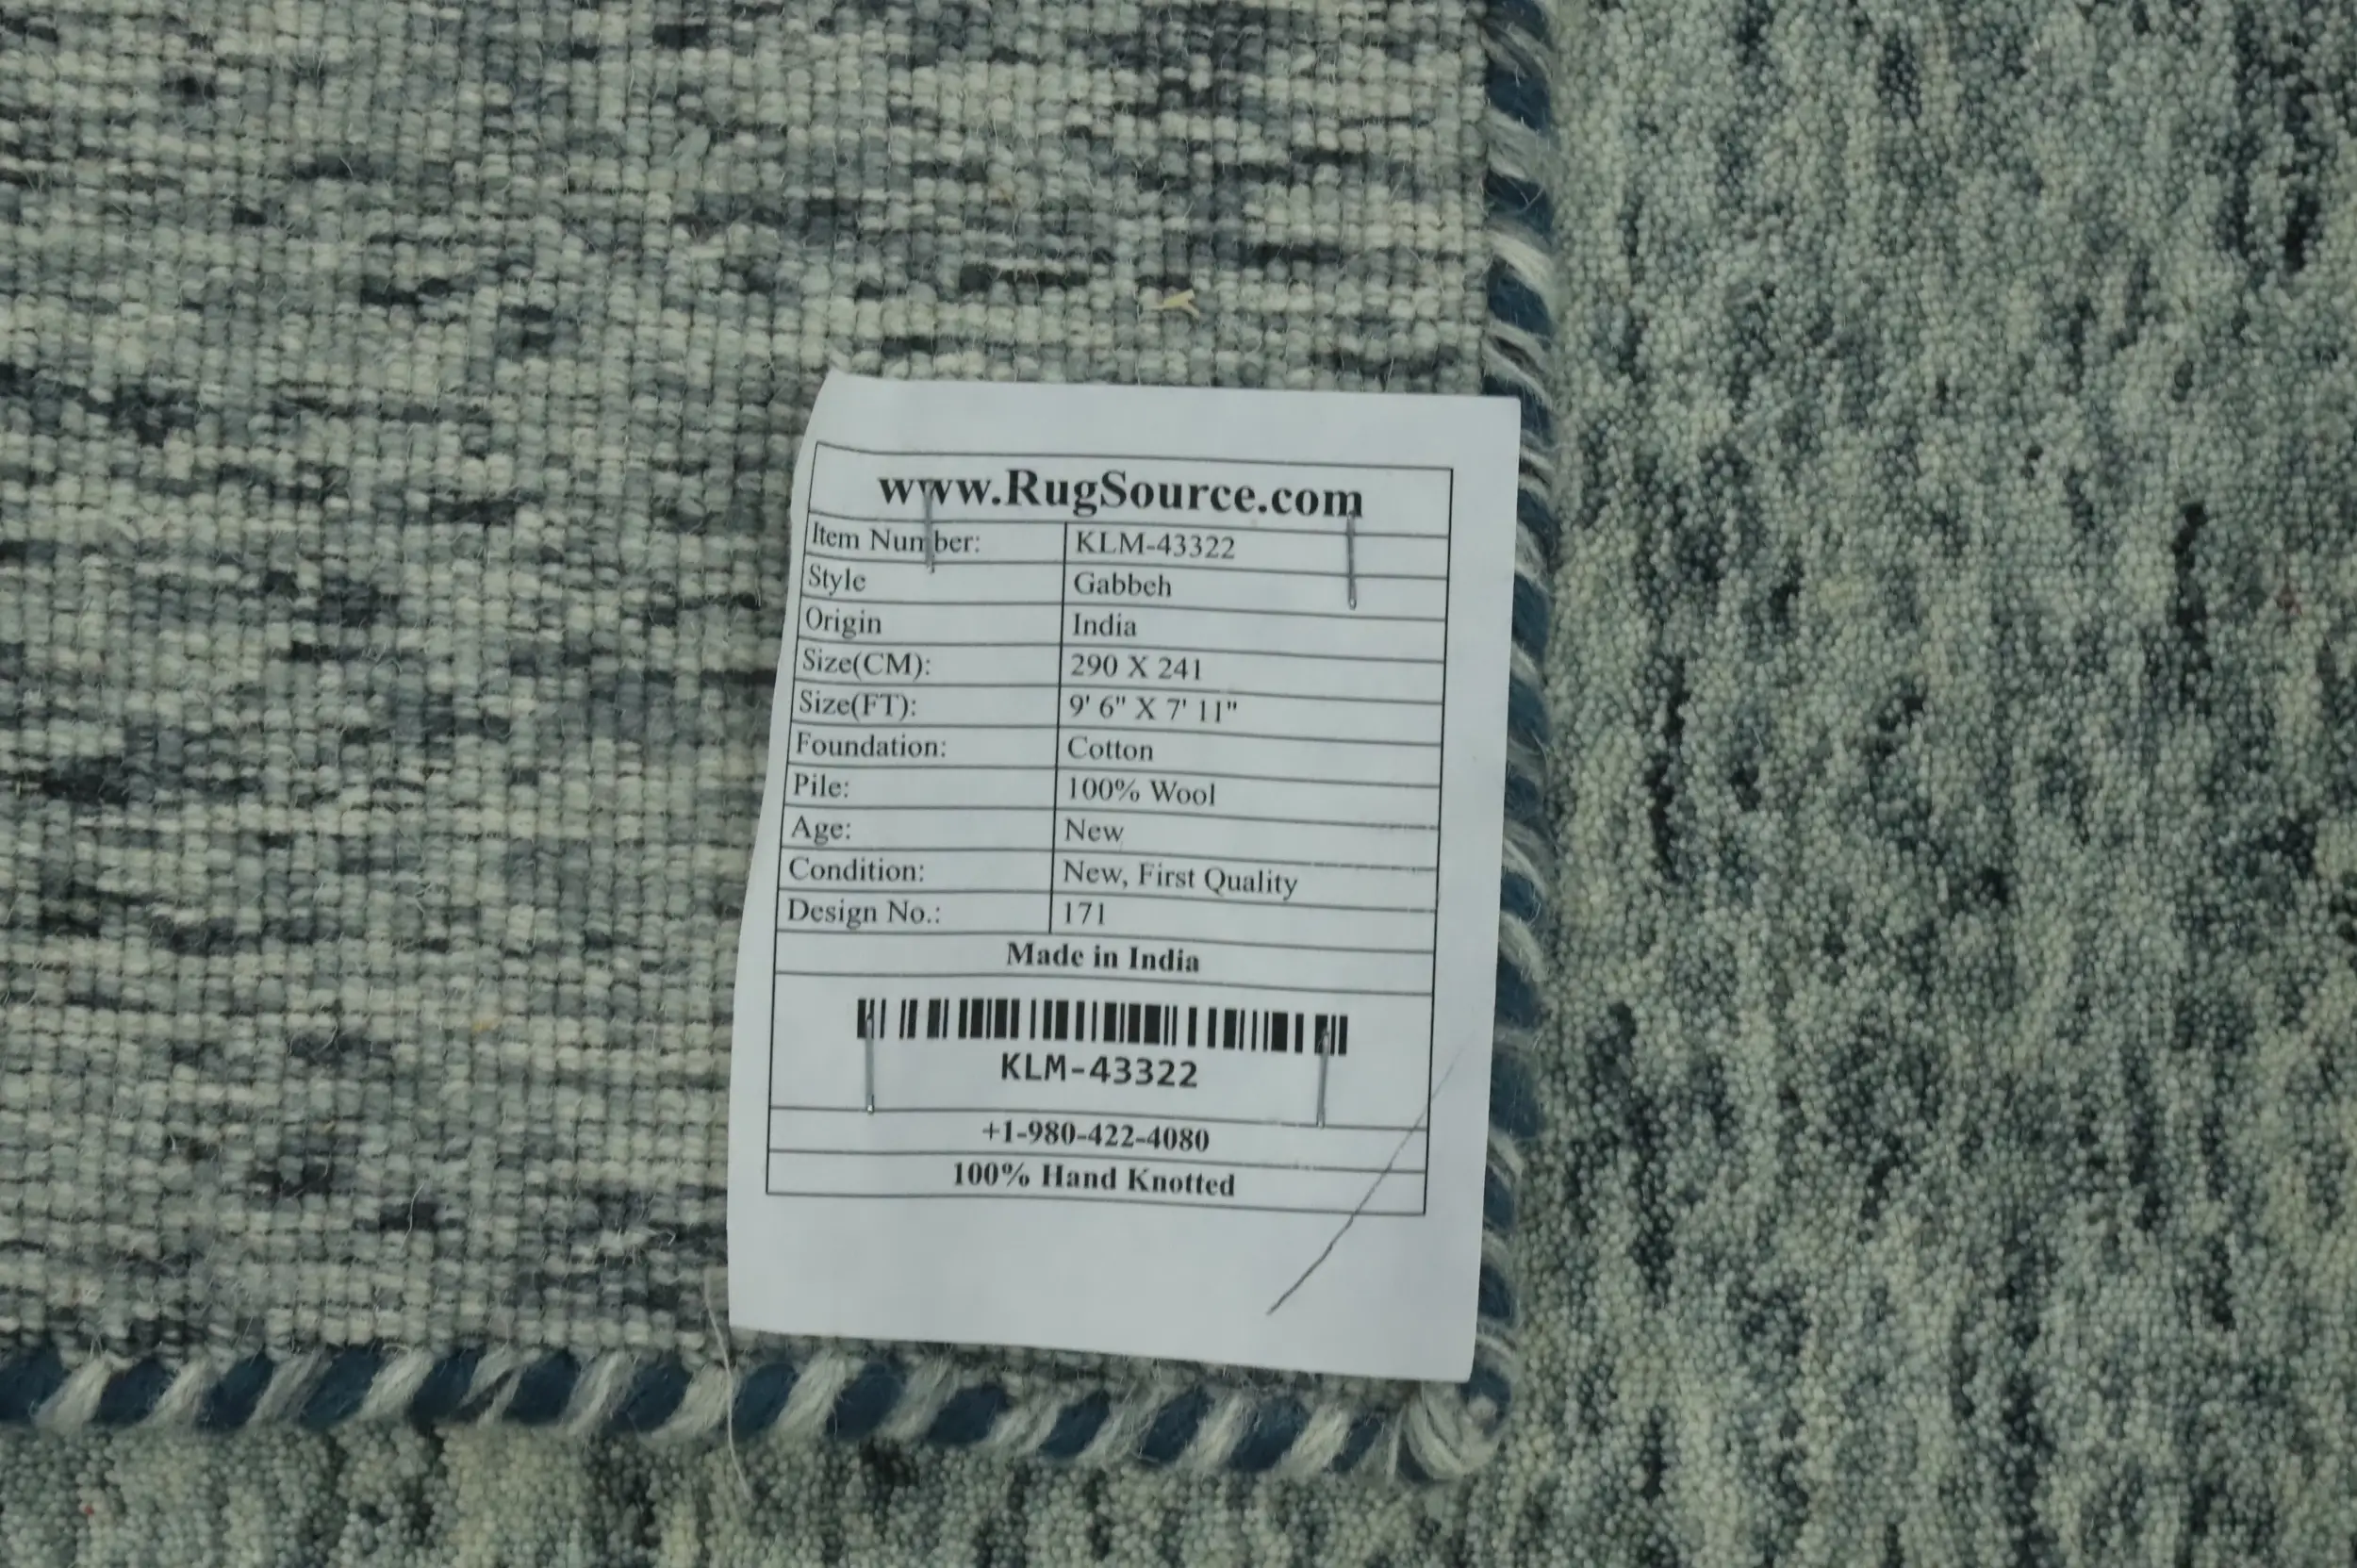 www.RugSource.com
Item Number: KLM-43322
Style Gabbeh
Origin India
Size(CM): 290 X 241
Size(FT): 9' 6" X 7' 11"
Foundation: Cotton
Pile: 100% Wool
Age: New
Condition: New, First Quality
Design No.: 171
Made in India
KLM-43322
+1-980-422-4080
100% Hand Knotted